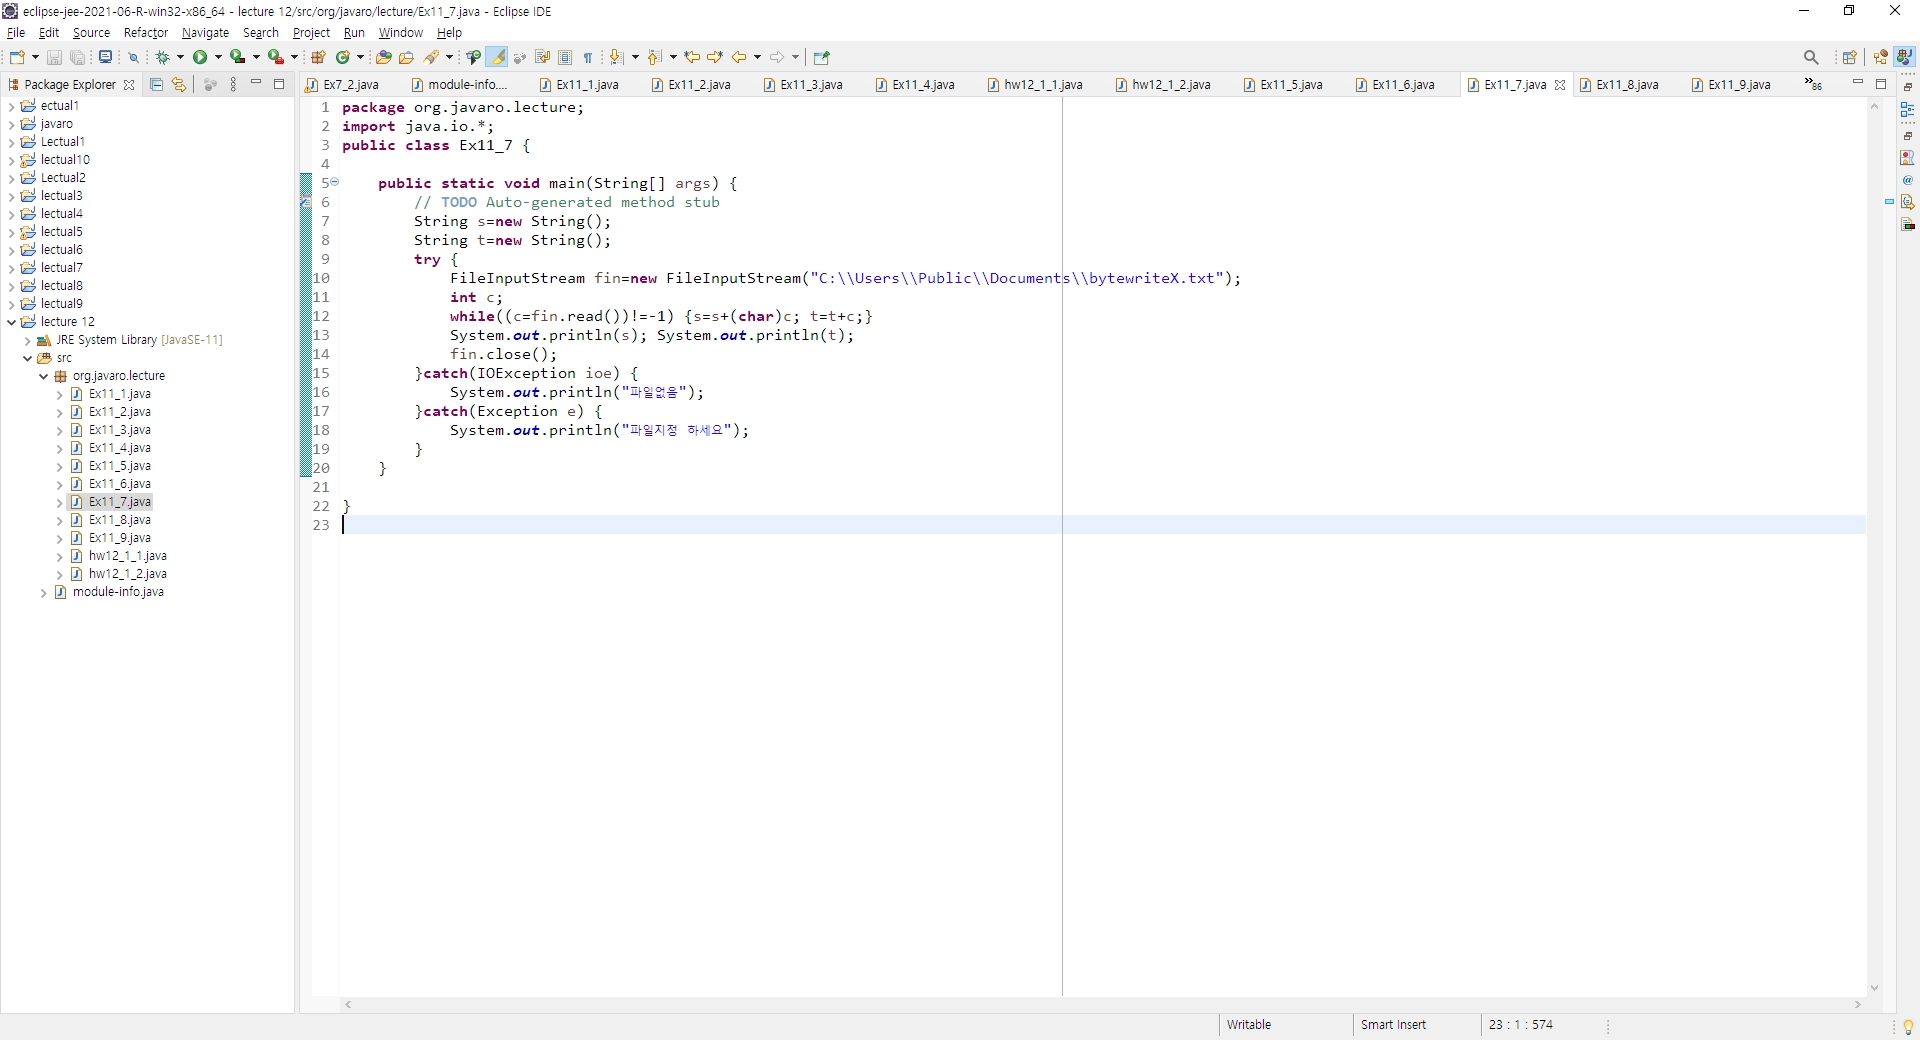 eclipse-jee-2021-06-R-win32-x86_64 - lecture 12/src/org/javaro/lecture/Ex11_7.java - Eclipse IDE
File Edit Source Refactor Navigate Search Project Run Window Help
Package Explorer
Ex7_2.java module-info.... Ex11_1.java Ex11_2.java Ex11_3.java Ex11_4.java hw12_1_1.java hw12_1_2.java Ex11_5.java Ex11_6.java Ex11_7.java Ex11_8.java Ex11_9.java »86
ectual1
javaro
Lectual1
lectual10
Lectual2
lectual3
lectual4
lectual5
lectual6
lectual7
lectual8
lectual9
lecture 12
JRE System Library [JavaSE-11]
src
org.javaro.lecture
Ex11_1.java
Ex11_2.java
Ex11_3.java
Ex11_4.java
Ex11_5.java
Ex11_6.java
Ex11_7.java
Ex11_8.java
Ex11_9.java
hw12_1_1.java
hw12_1_2.java
module-info.java
1 package org.javaro.lecture;
2 import java.io.*;
3 public class Ex11_7 {
4
5 public static void main(String[] args) {
6 // TODO Auto-generated method stub
7 String s=new String();
8 String t=new String();
9 try {
10 FileInputStream fin=new FileInputStream("C:\\Users\\Public\\Documents\\bytewriteX.txt");
11 int c;
12 while((c=fin.read())!=-1) {s=s+(char)c; t=t+c;}
13 System.out.println(s); System.out.println(t);
14 fin.close();
15 }catch(IOException ioe) {
16 System.out.println("파일없음");
17 }catch(Exception e) {
18 System.out.println("파일지정 하세요");
19 }
20 }
21
22 }
23
Writable Smart Insert 23 : 1 : 574